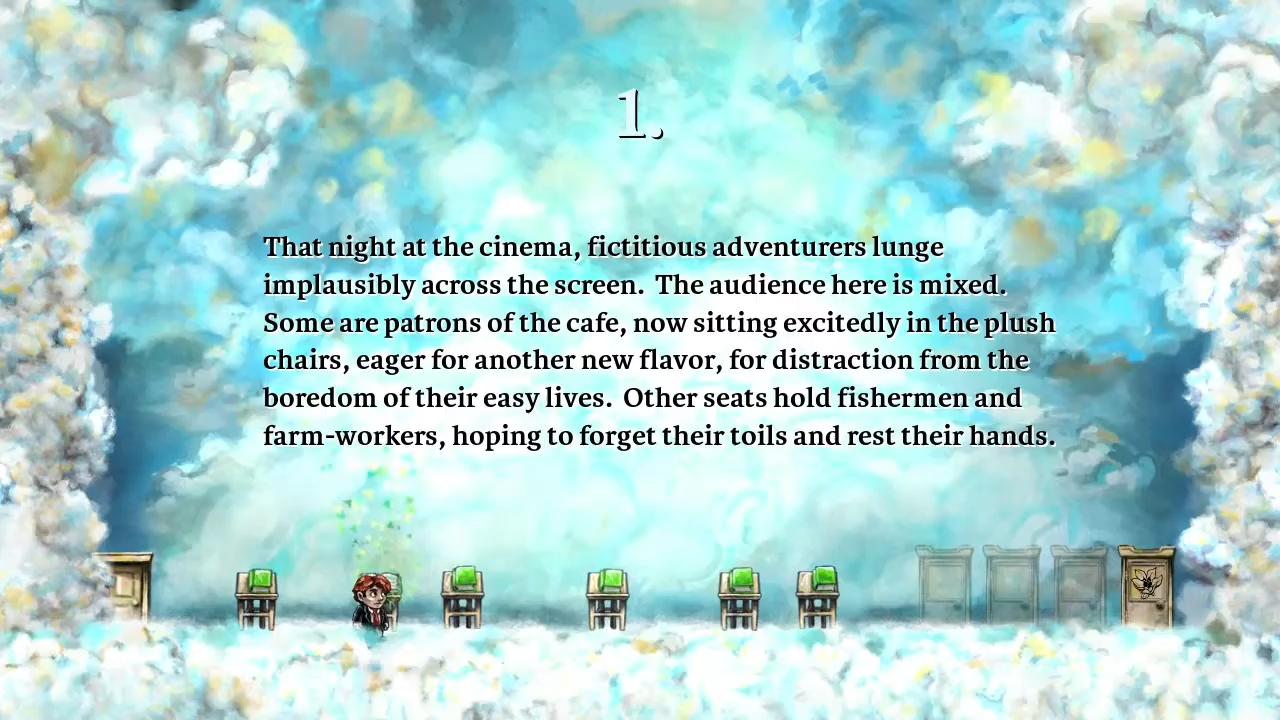 1.
That night at the cinema, fictitious adventurers lunge
implausibly across the screen.  The audience here is mixed.
Some are patrons of the cafe, now sitting excitedly in the plush
chairs, eager for another new flavor, for distraction from the
boredom of their easy lives.  Other seats hold fishermen and
farm-workers, hoping to forget their toils and rest their hands.